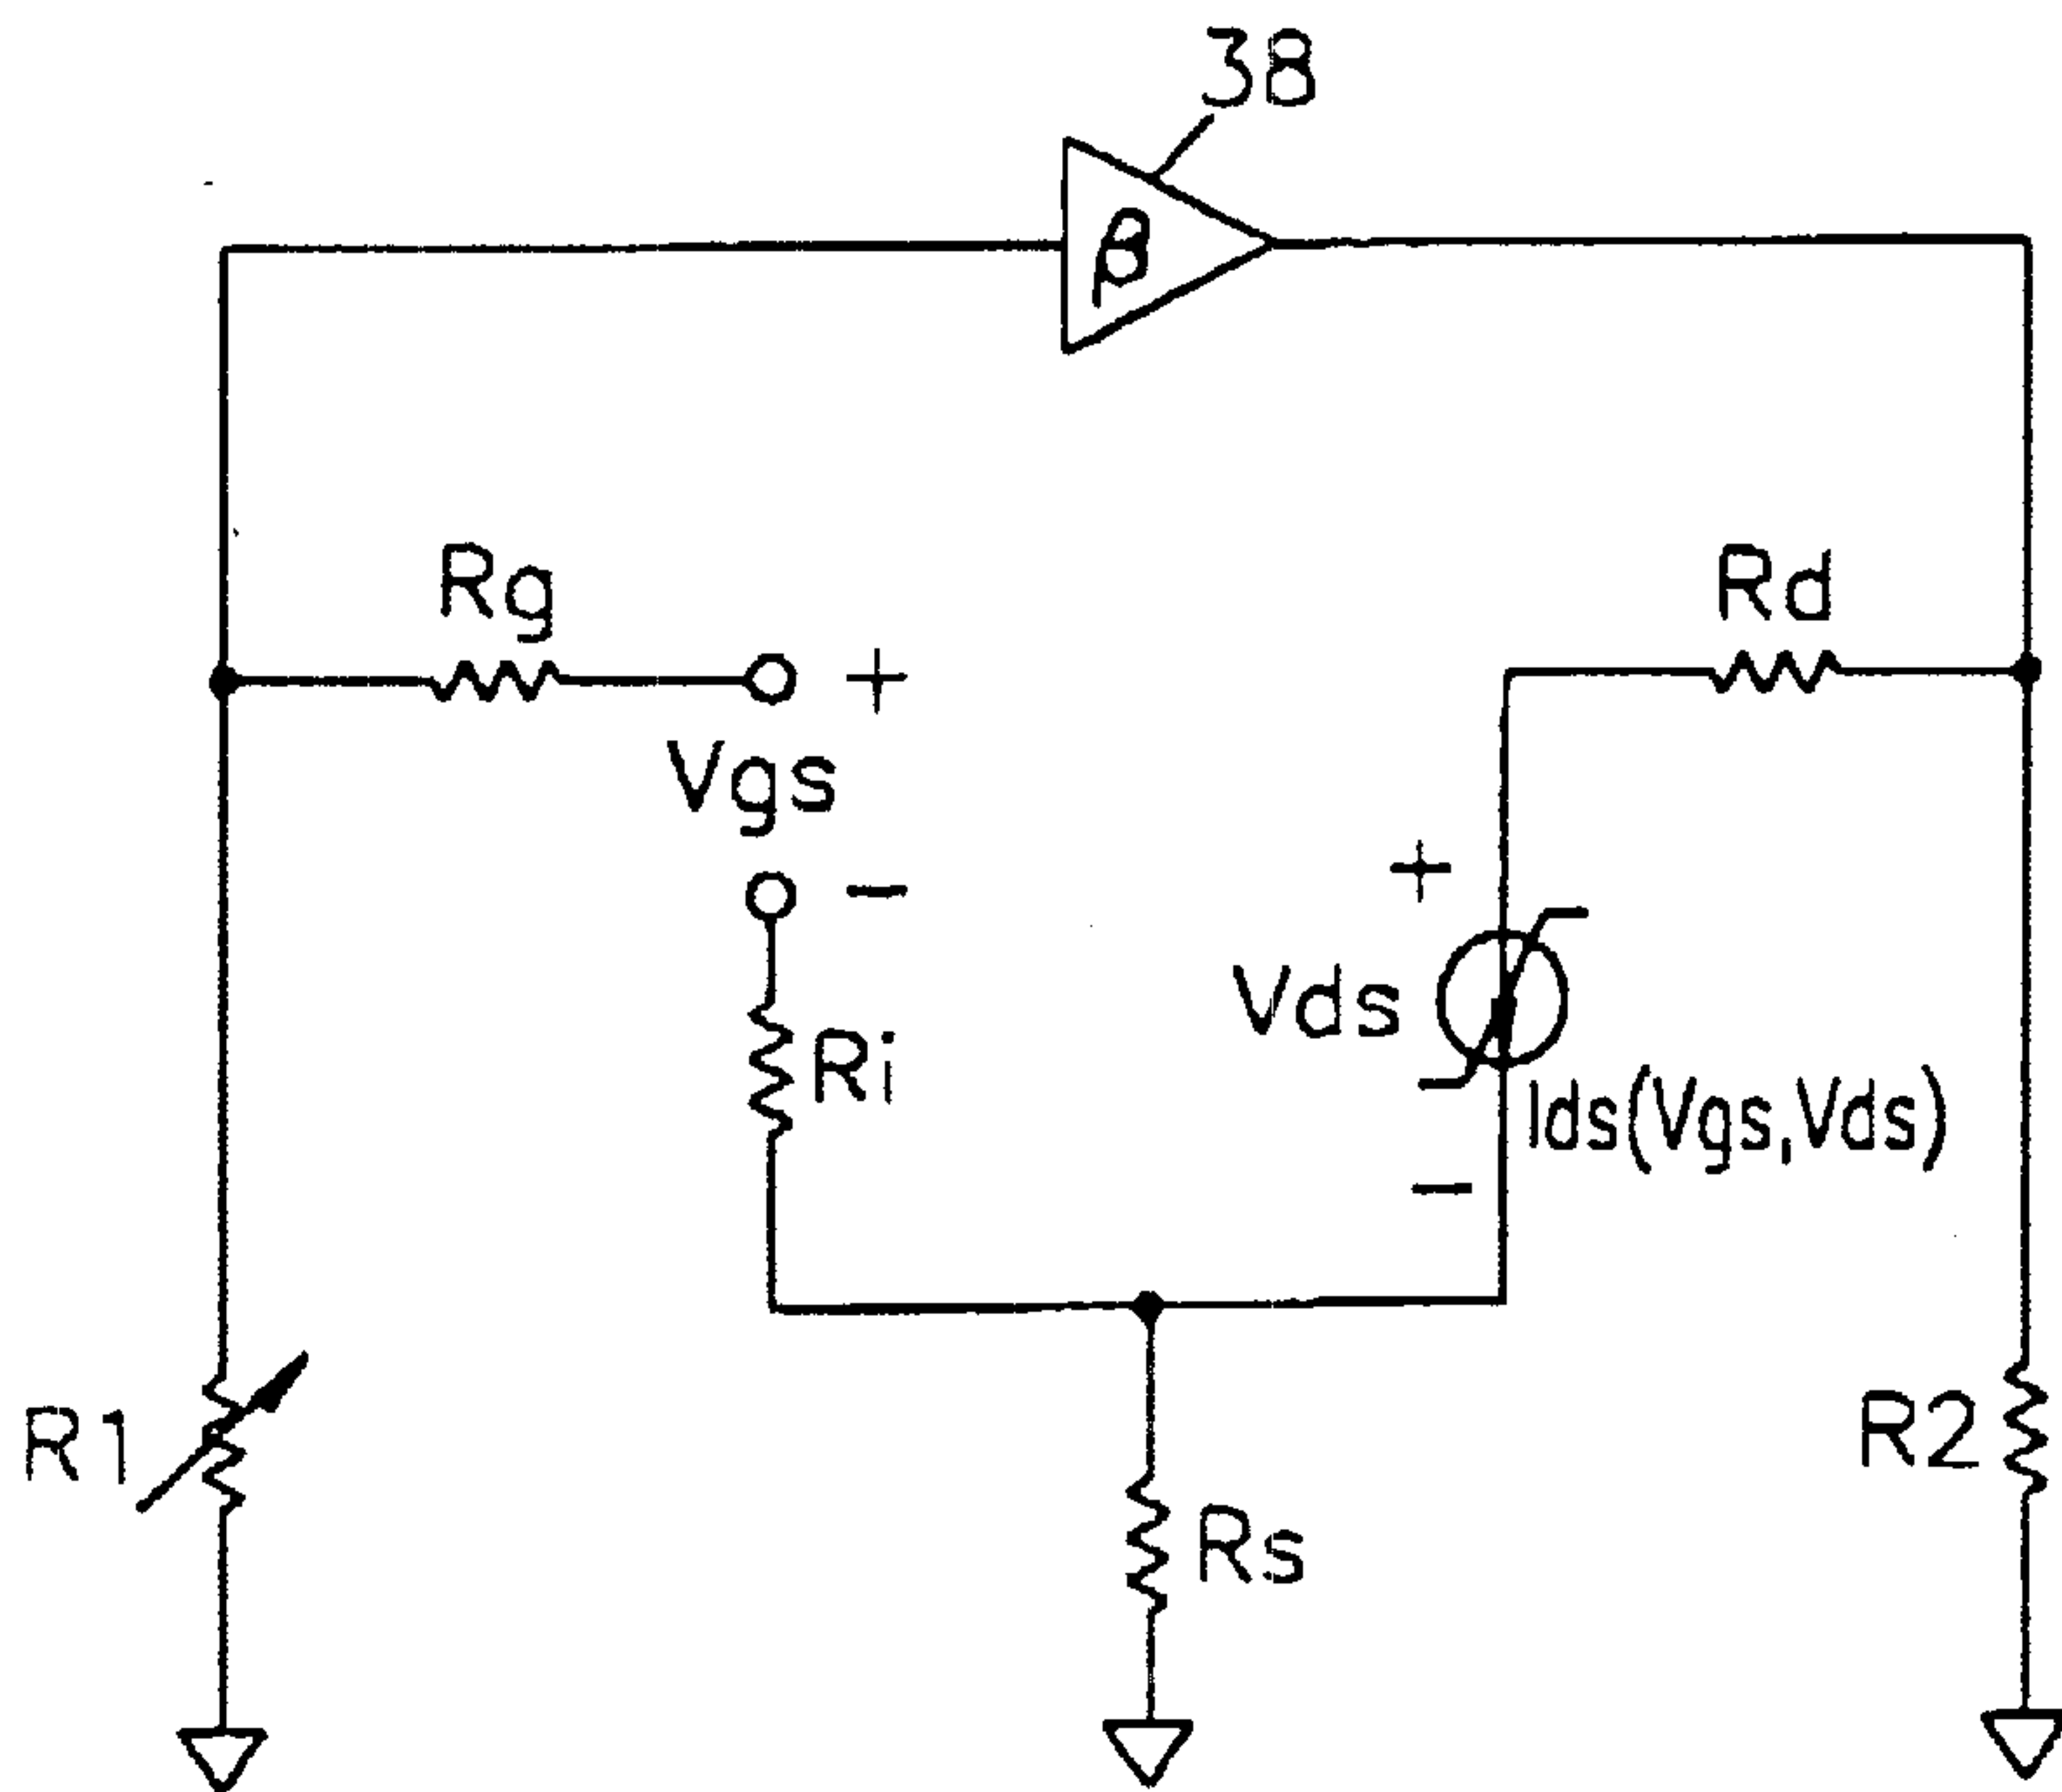 38
β
Rg
Rd
+
Vgs
-
+
Vds
Ri
Ids(Vgs,Vds)
-
R1
R2
Rs